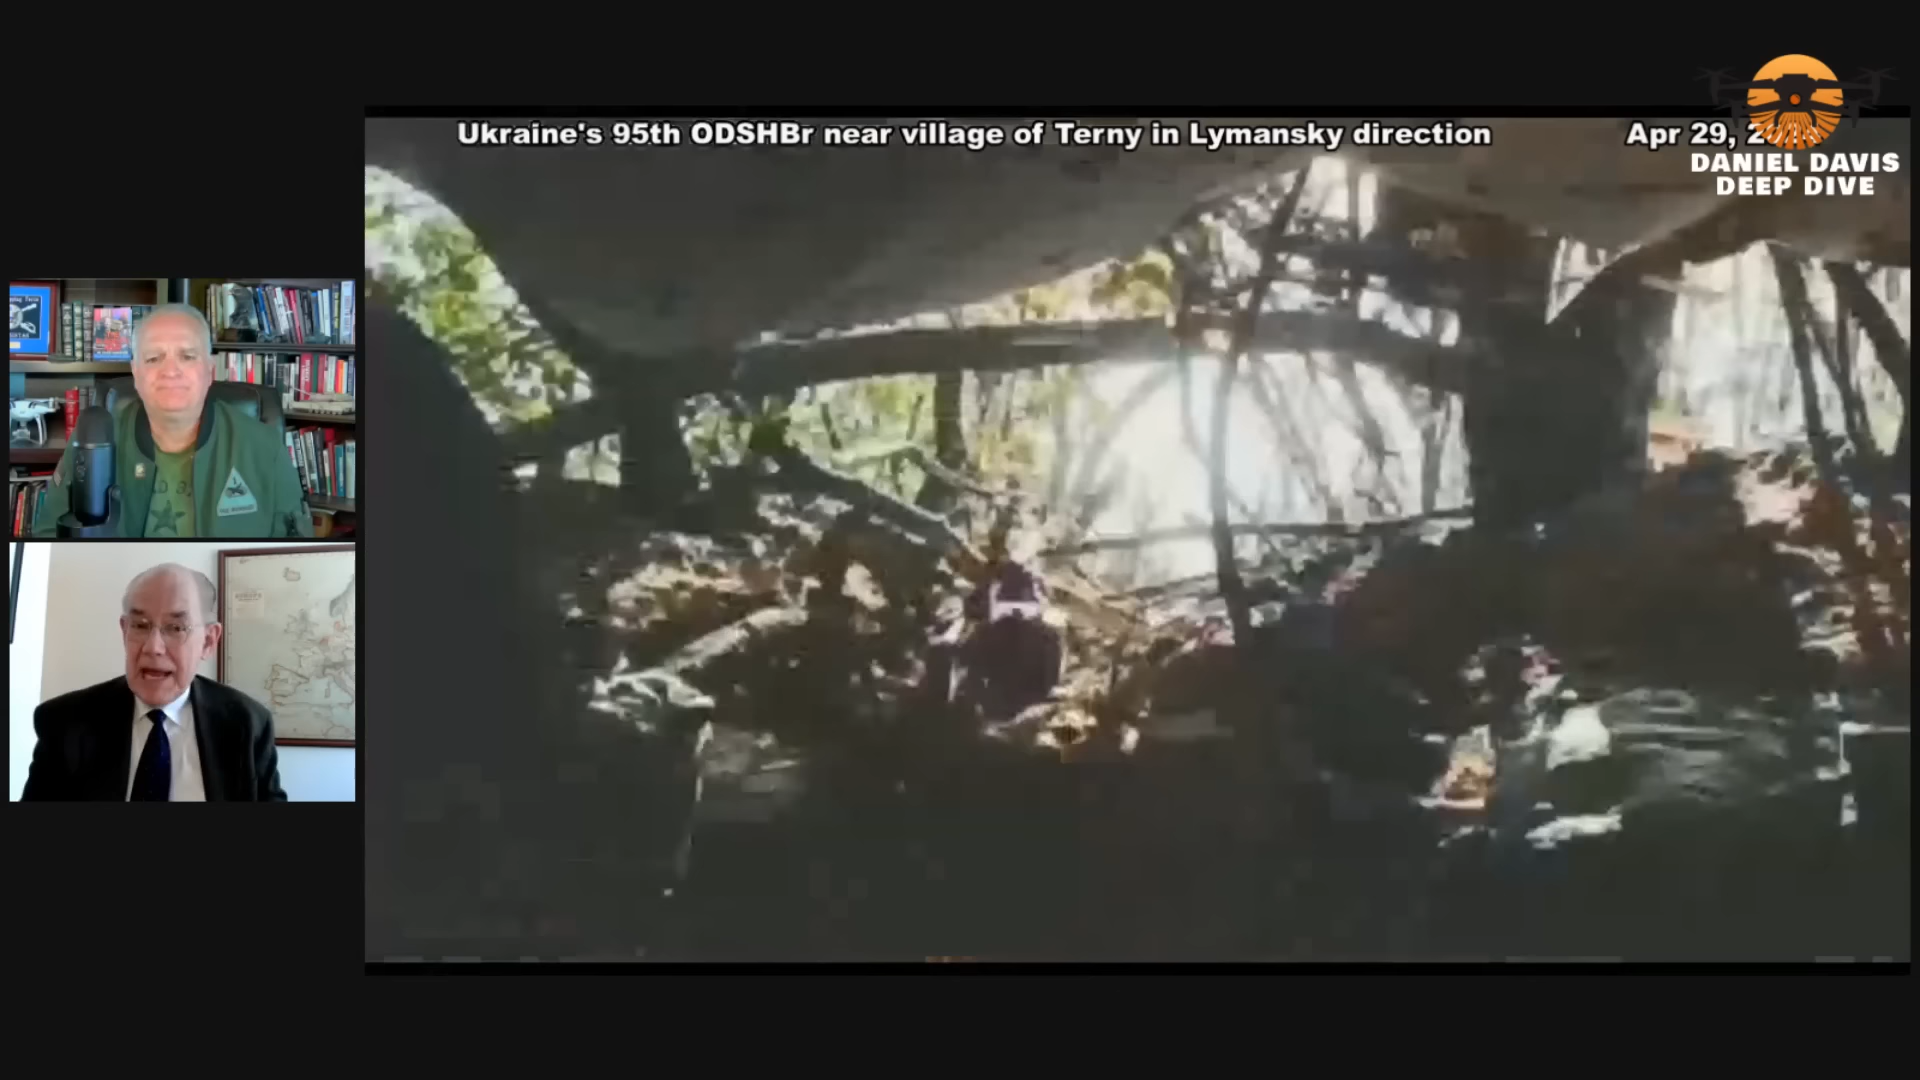 Ukraine's 95th ODSHBr near village of Terny in Lymansky direction
Apr 29,
DANIEL DAVIS
DEEP DIVE